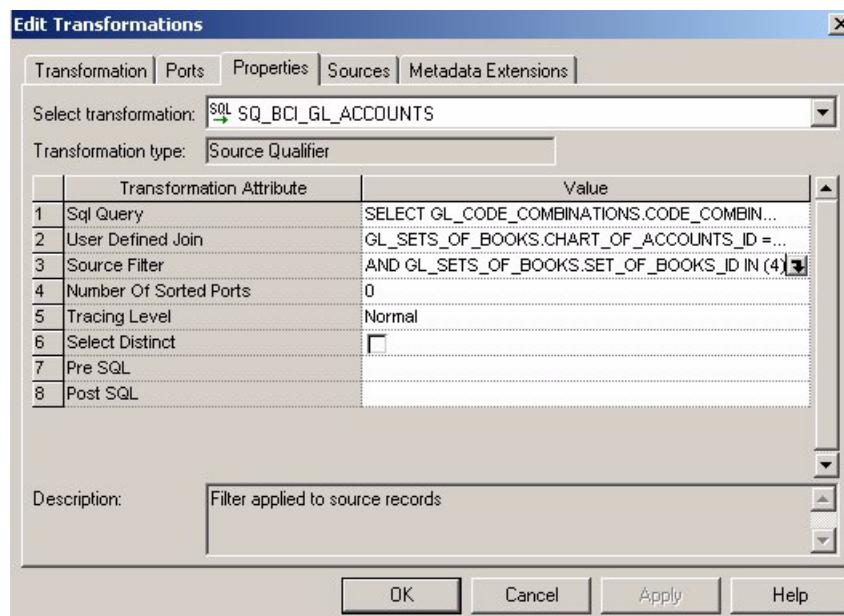 Edit Transformations
Transformation Ports Properties Sources Metadata Extensions
Select transformation: SQL SQ_BCI_GL_ACCOUNTS
Transformation type: Source Qualifier
Transformation Attribute Value
1 Sql Query SELECT GL_CODE_COMBINATIONS.CODE_COMBIN...
2 User Defined Join GL_SETS_OF_BOOKS.CHART_OF_ACCOUNTS_ID =...
3 Source Filter AND GL_SETS_OF_BOOKS.SET_OF_BOOKS_ID IN (4)
4 Number Of Sorted Ports 0
5 Tracing Level Normal
6 Select Distinct
7 Pre SQL
8 Post SQL
Description: Filter applied to source records
OK Cancel Apply Help